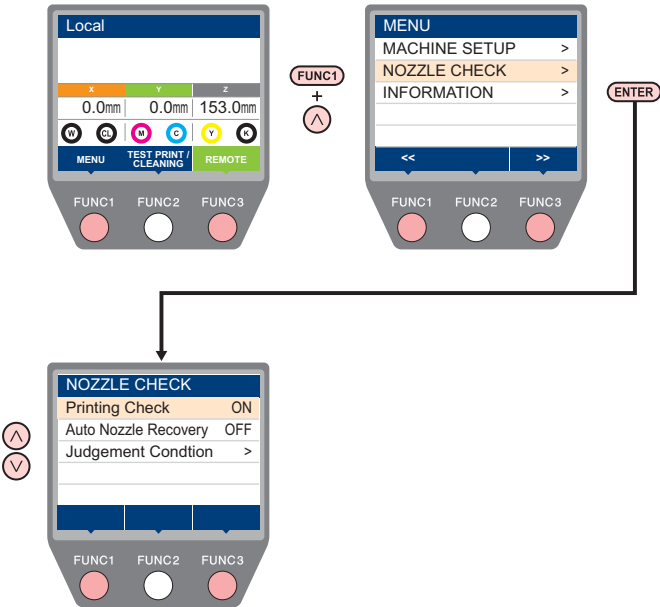 Local
X Y Z
0.0mm 0.0mm 153.0mm
W CL M C Y K
MENU TEST PRINT / CLEANING REMOTE
FUNC1 FUNC2 FUNC3
FUNC1
+
MENU
MACHINE SETUP >
NOZZLE CHECK >
INFORMATION >
<< >>
FUNC1 FUNC2 FUNC3
ENTER
NOZZLE CHECK
Printing Check ON
Auto Nozzle Recovery OFF
Judgement Condtion >
FUNC1 FUNC2 FUNC3